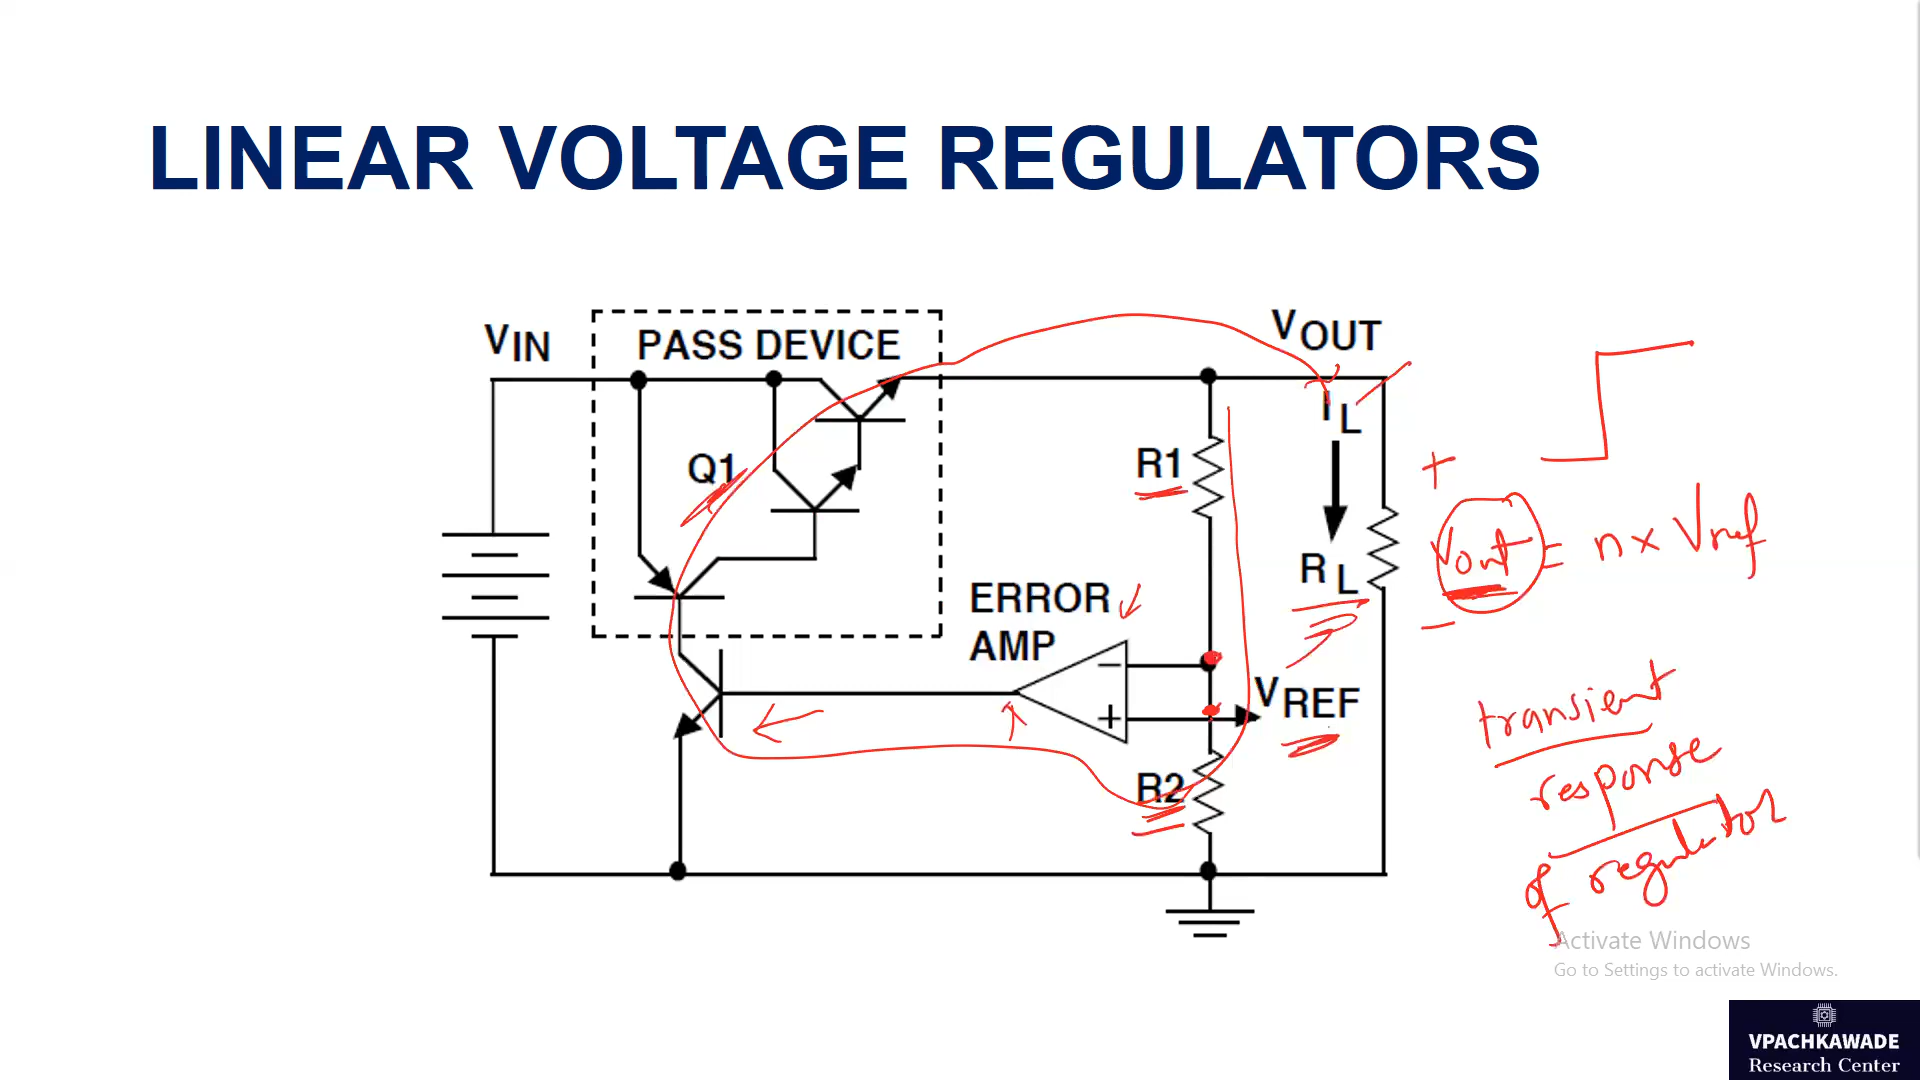 LINEAR VOLTAGE REGULATORS
VIN
PASS DEVICE
VOUT
IL
Q1
R1
+
Vout = n x Vref
RL
−
ERROR
AMP
−
+
VREF
R2
transient
response
of regulator
Activate Windows
Go to Settings to activate Windows.
VPACHKAWADE
Research Center